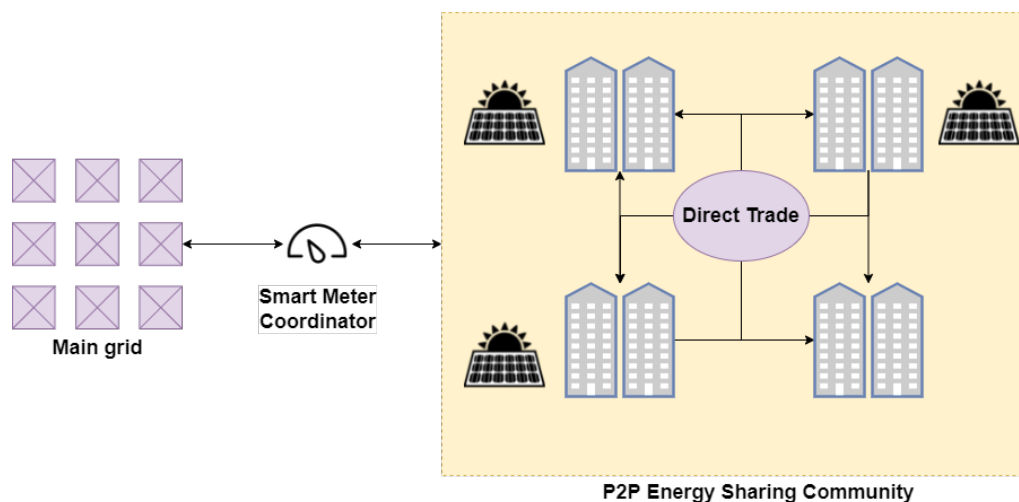 Direct Trade
Smart Meter
Coordinator
Main grid
P2P Energy Sharing Community